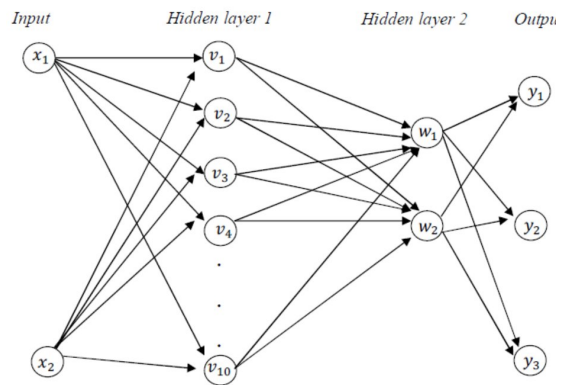 Input Hidden layer 1 Hidden layer 2 Outpu
x₁ v₁
y₁
v₂
w₁
v₃
v₄ w₂ y₂
.
.
.
x₂ v₁₀ y₃